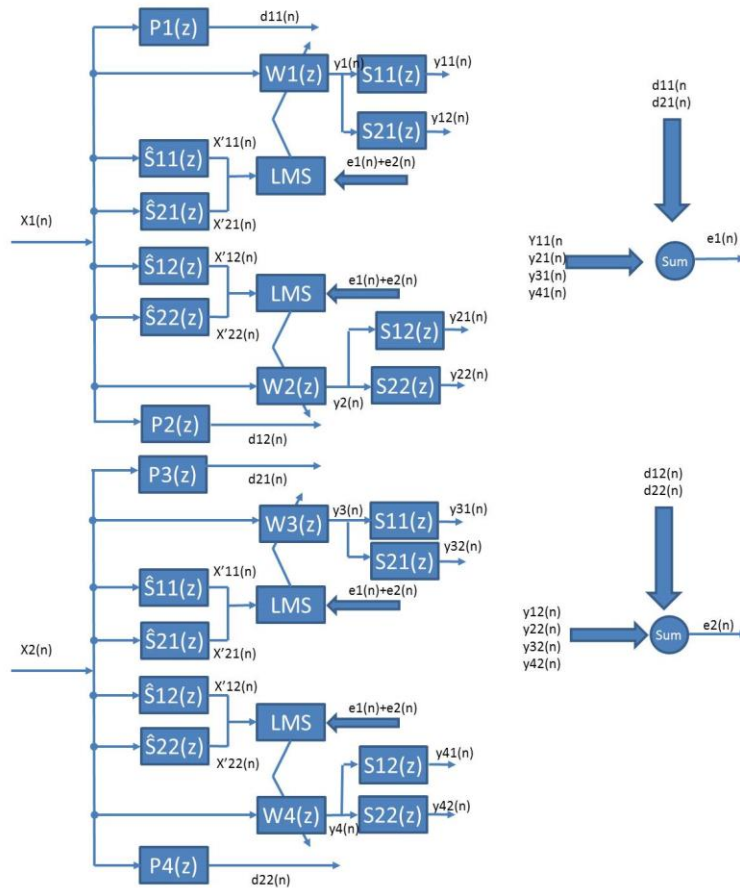 d11(n)
P1(z)
y1(n)
y11(n)
W1(z)
S11(z)
y12(n)
S21(z)
X'11(n)
e1(n)+e2(n)
Ŝ11(z)
LMS
Ŝ21(z)
X1(n)
X'21(n)
X'12(n)
Ŝ12(z)
e1(n)+e2(n)
LMS
Ŝ22(z)
y21(n)
X'22(n)
S12(z)
y22(n)
W2(z)
S22(z)
y2(n)
P2(z)
d12(n)
P3(z)
d21(n)
y3(n)
y31(n)
W3(z)
S11(z)
y32(n)
S21(z)
X'11(n)
Ŝ11(z)
e1(n)+e2(n)
LMS
Ŝ21(z)
X2(n)
X'21(n)
X'12(n)
Ŝ12(z)
e1(n)+e2(n)
LMS
Ŝ22(z)
y41(n)
X'22(n)
S12(z)
y42(n)
W4(z)
S22(z)
y4(n)
P4(z)
d22(n)
d11(n
d21(n)
Y11(n
y21(n)
y31(n)
y41(n)
Sum
e1(n)
d12(n)
d22(n)
y12(n)
y22(n)
y32(n)
y42(n)
Sum
e2(n)